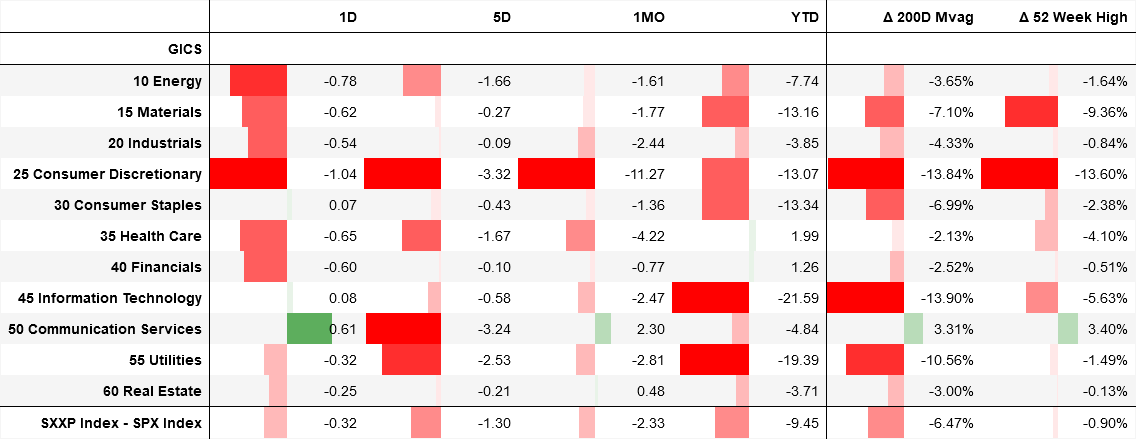 1D 5D 1MO YTD Δ 200D Mvag Δ 52 Week High
GICS
10 Energy -0.78 -1.66 -1.61 -7.74 -3.65% -1.64%
15 Materials -0.62 -0.27 -1.77 -13.16 -7.10% -9.36%
20 Industrials -0.54 -0.09 -2.44 -3.85 -4.33% -0.84%
25 Consumer Discretionary -1.04 -3.32 -11.27 -13.07 -13.84% -13.60%
30 Consumer Staples 0.07 -0.43 -1.36 -13.34 -6.99% -2.38%
35 Health Care -0.65 -1.67 -4.22 1.99 -2.13% -4.10%
40 Financials -0.60 -0.10 -0.77 1.26 -2.52% -0.51%
45 Information Technology 0.08 -0.58 -2.47 -21.59 -13.90% -5.63%
50 Communication Services 0.61 -3.24 2.30 -4.84 3.31% 3.40%
55 Utilities -0.32 -2.53 -2.81 -19.39 -10.56% -1.49%
60 Real Estate -0.25 -0.21 0.48 -3.71 -3.00% -0.13%
SXXP Index - SPX Index -0.32 -1.30 -2.33 -9.45 -6.47% -0.90%